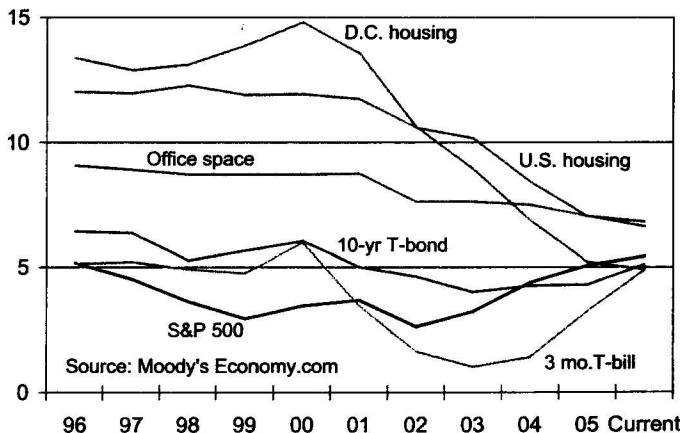 15
D.C. housing
10
Office space
U.S. housing
10-yr T-bond
5
S&P 500
Source: Moody's Economy.com
3 mo.T-bill
0
96 97 98 99 00 01 02 03 04 05 Current